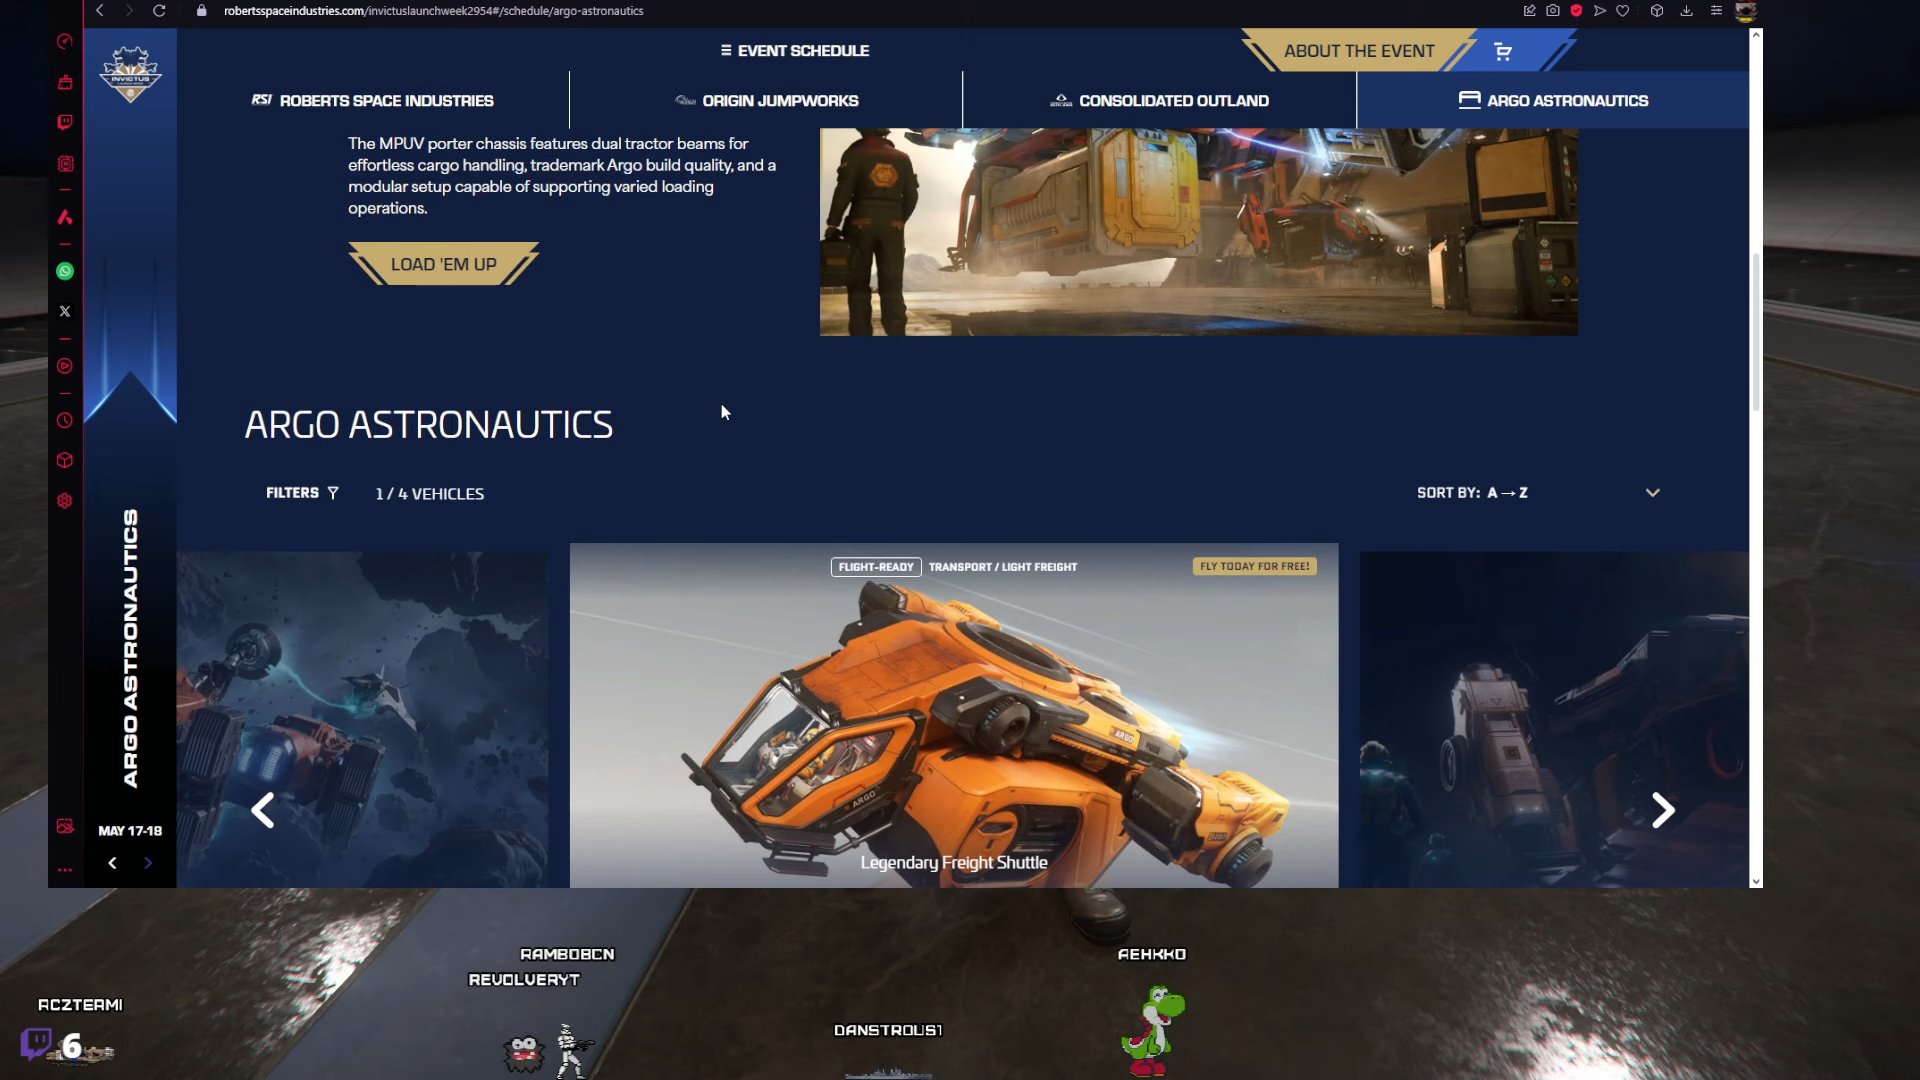 robertsspaceindustries.com/invictuslaunchweek2954#/schedule/argo-astronautics
INVICTUS
EVENT SCHEDULE
ABOUT THE EVENT
RSI ROBERTS SPACE INDUSTRIES
ORIGIN JUMPWORKS
CONSOLIDATED OUTLAND
ARGO ASTRONAUTICS
The MPUV porter chassis features dual tractor beams for
effortless cargo handling, trademark Argo build quality, and a
modular setup capable of supporting varied loading
operations.
LOAD 'EM UP
ARGO ASTRONAUTICS
FILTERS
1 / 4 VEHICLES
SORT BY: A → Z
FLIGHT-READY
TRANSPORT / LIGHT FREIGHT
FLY TODAY FOR FREE!
ARGO
ARGO
Legendary Freight Shuttle
ARGO ASTRONAUTICS
MAY 17-18
RAMBOBCN
REVOLVERYT
AEHKKO
ACZTERMI
DANSTROUS1
6